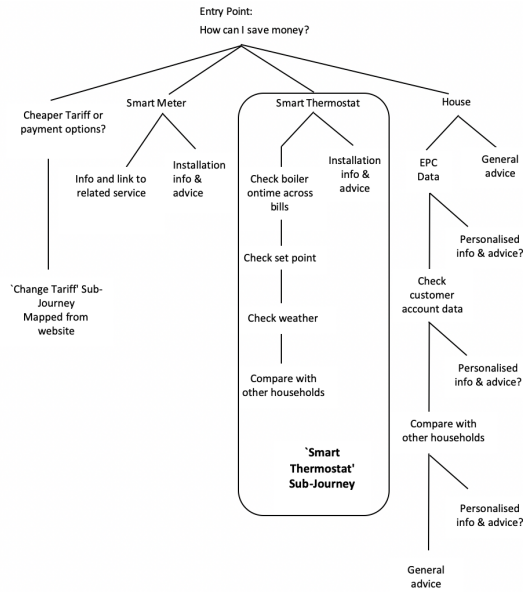 Entry Point:
How can I save money?
Cheaper Tariff or
payment options?
`Change Tariff' Sub-
Journey
Mapped from
website
Smart Meter
Info and link to
related service
Installation
info &
advice
Smart Thermostat
Check boiler
ontime across
bills
Check set point
Check weather
Compare with
other households
Installation
info &
advice
`Smart
Thermostat'
Sub-Journey
House
EPC
Data
General
advice
Personalised
info & advice?
Check
customer
account data
Personalised
info & advice?
Compare with
other households
Personalised
info & advice?
General
advice